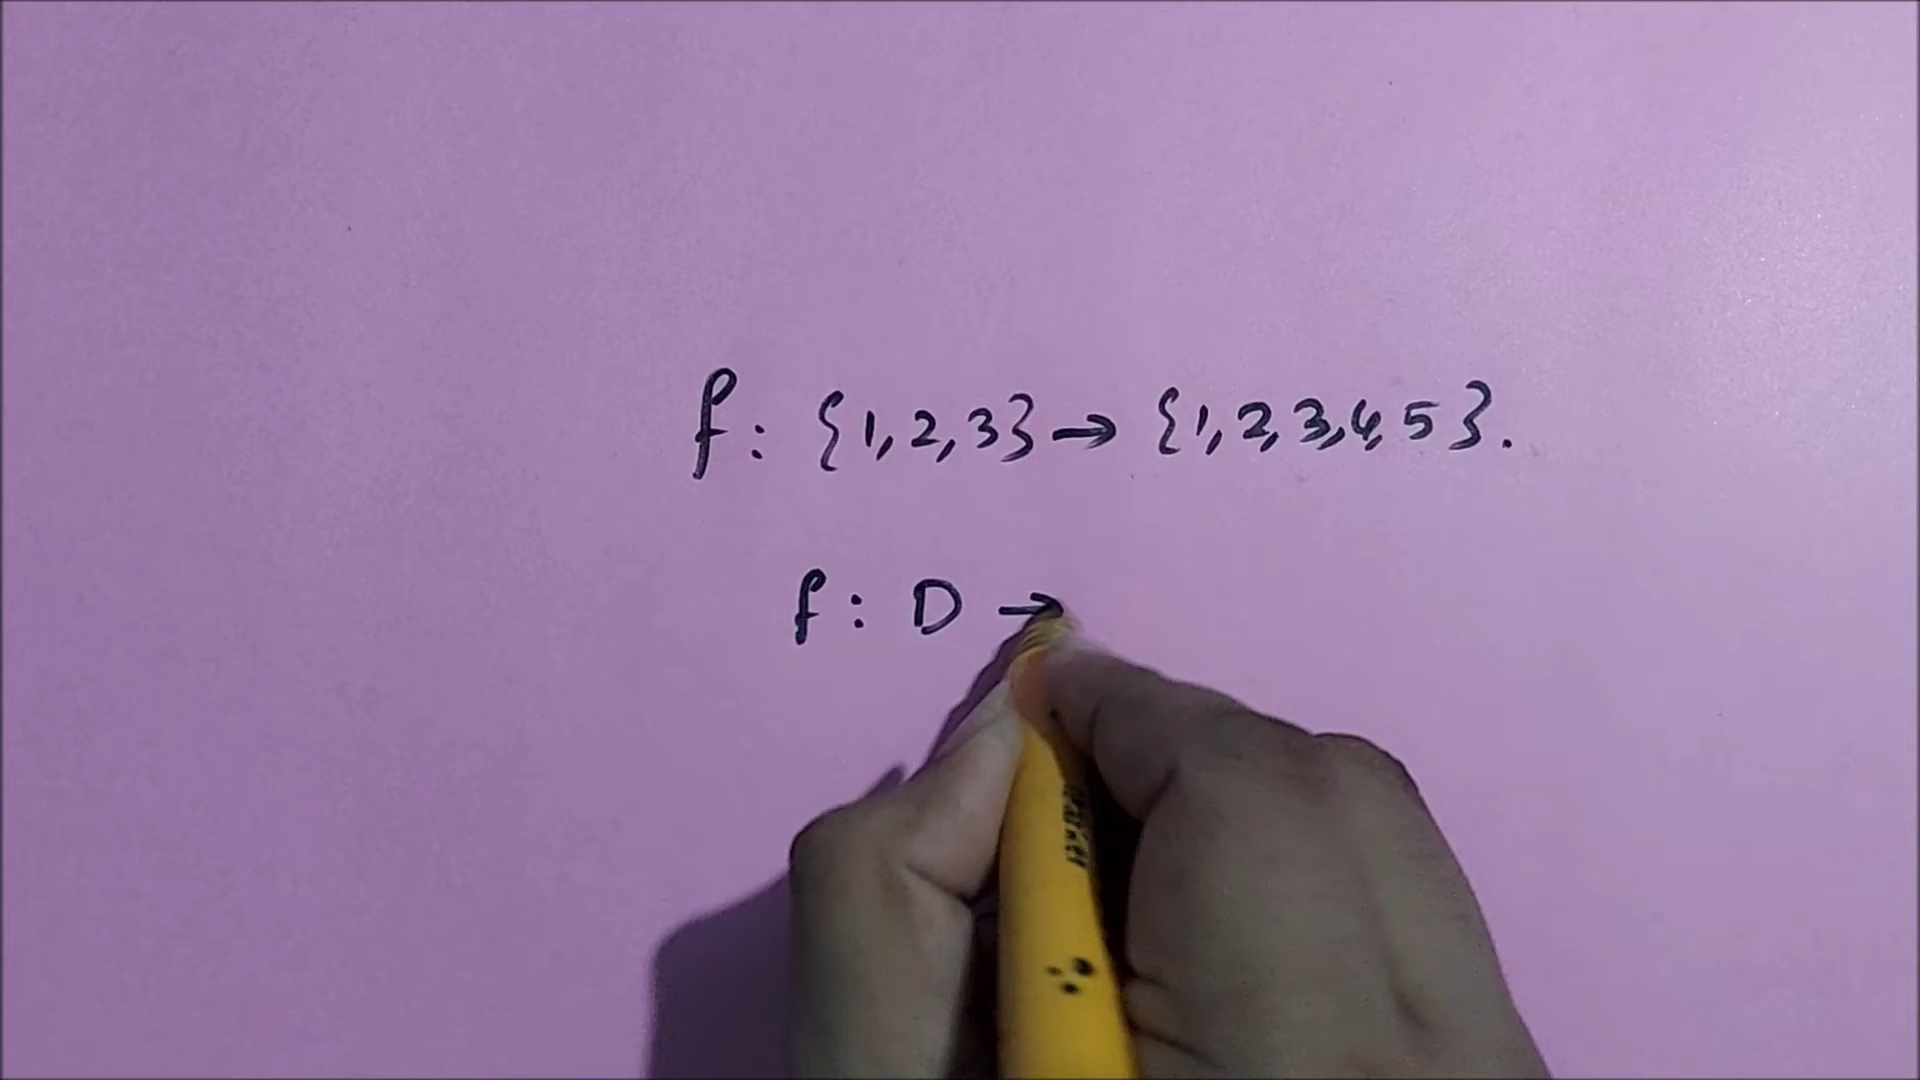 f: {1,2,3} → {1,2,3,4,5}.
f: D →